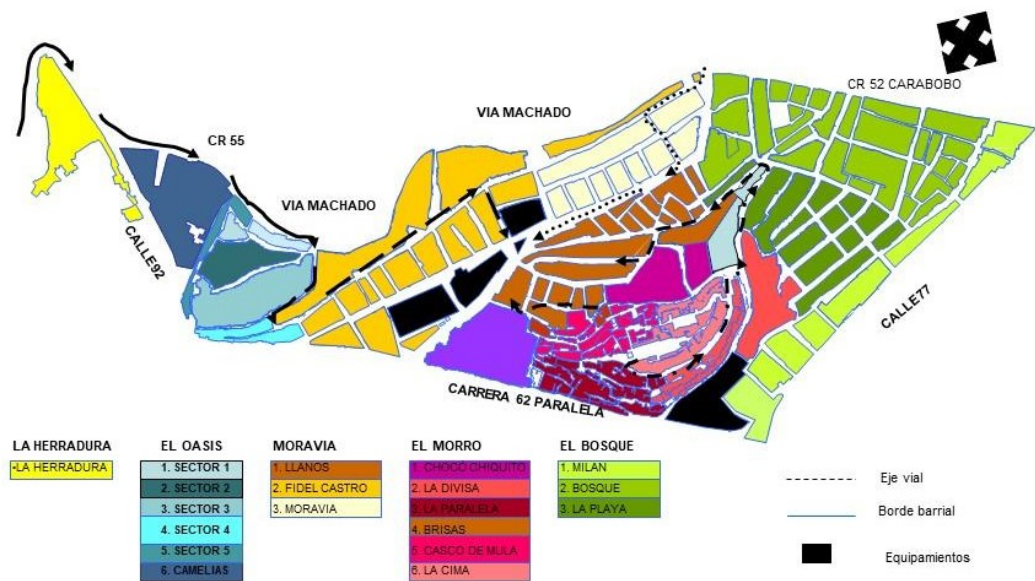 CR 52 CARABOBO
VIA MACHADO
CR 55
VIA MACHADO
CALLE92
CALLE77
CARRERA 62 PARALELA
LA HERRADURA
•LA HERRADURA
EL OASIS
1. SECTOR 1
2. SECTOR 2
3. SECTOR 3
4. SECTOR 4
5. SECTOR 5
6. CAMELIAS
MORAVIA
1. LLANOS
2. FIDEL CASTRO
3. MORAVIA
EL MORRO
1. CHOCÓ CHIQUITO
2. LA DIVISA
3. LA PARALELA
4. BRISAS
5. CASCO DE MULA
6. LA CIMA
EL BOSQUE
1. MILAN
2. BOSQUE
3. LA PLAYA
Eje vial
Borde barrial
Equipamientos